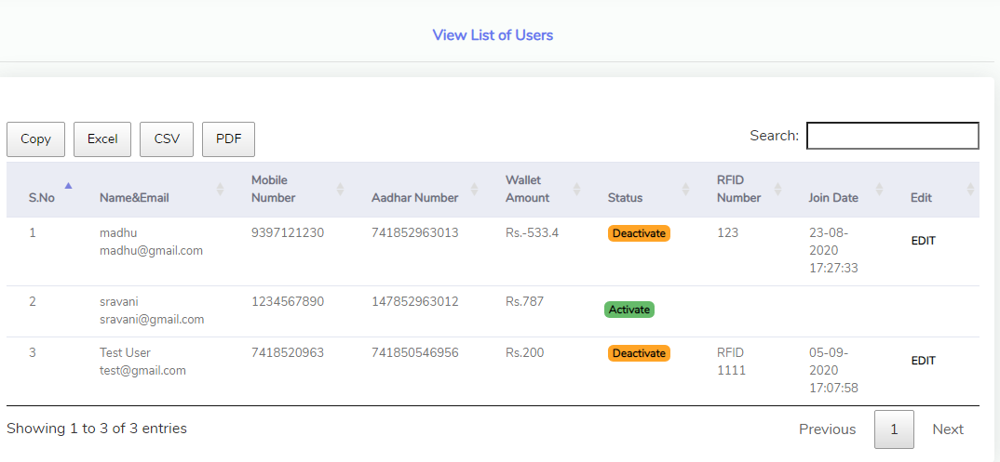 View List of Users
Copy Excel CSV PDF Search:
S.No Name&Email Mobile Number Aadhar Number Wallet Amount Status RFID Number Join Date Edit
1 madhu 9397121230 741852963013 Rs.-533.4 Deactivate 123 23-08-
madhu@gmail.com 2020 EDIT
17:27:33
2 sravani 1234567890 147852963012 Rs.787 Activate
sravani@gmail.com
3 Test User 7418520963 741850546956 Rs.200 Deactivate RFID 05-09-
test@gmail.com 1111 2020 EDIT
17:07:58
Showing 1 to 3 of 3 entries Previous 1 Next